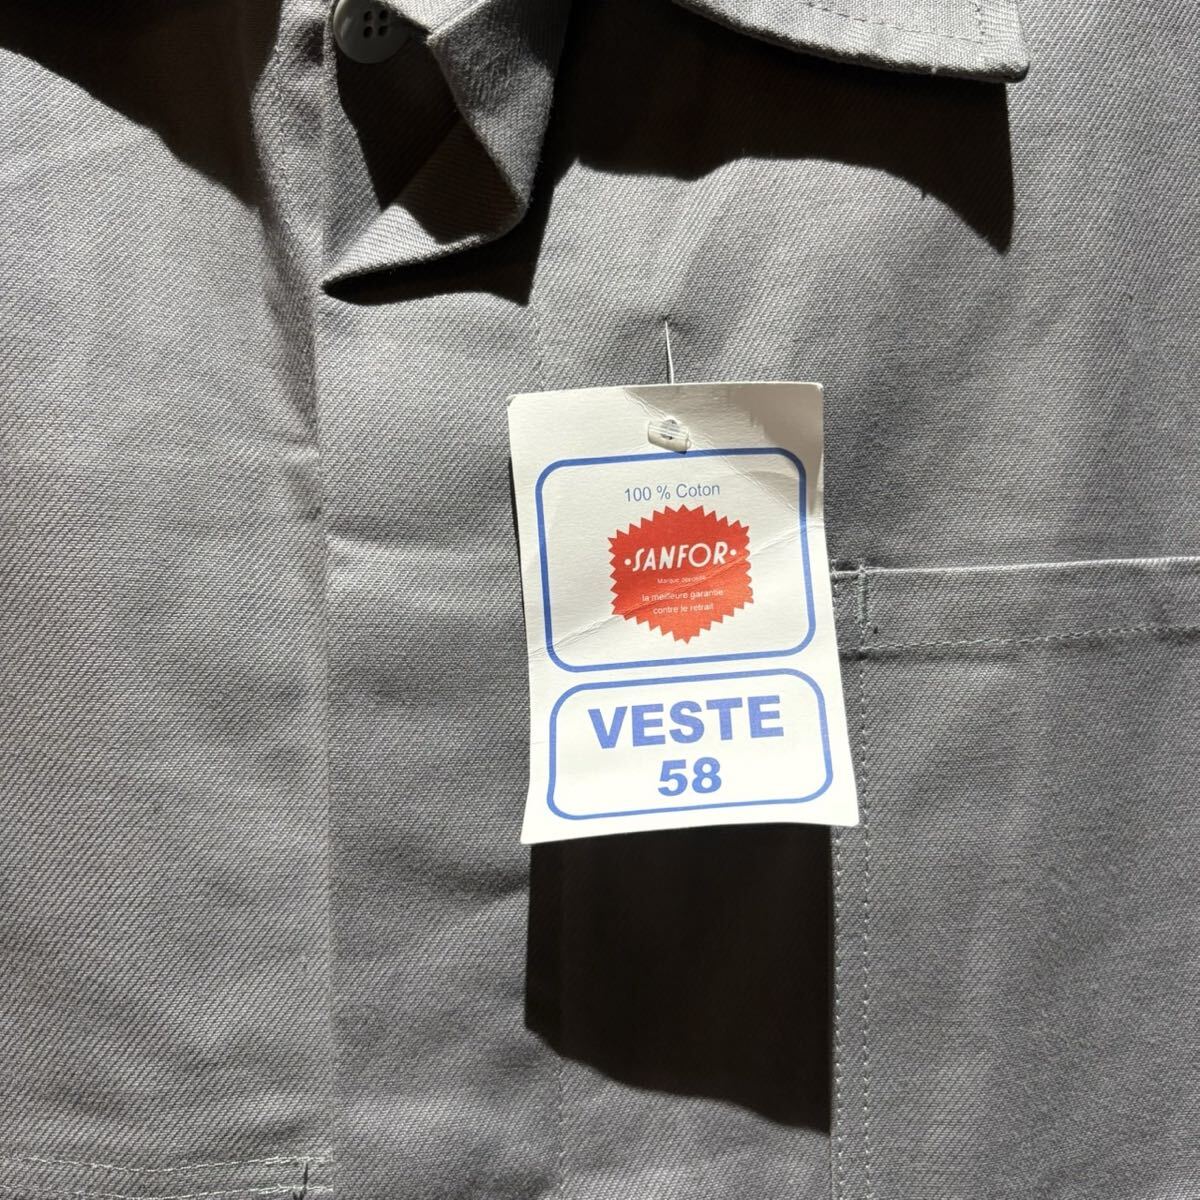 100 % Coton
·SANFOR·
Marque déposée
la meilleure garantie
contre le retrait
VESTE
58